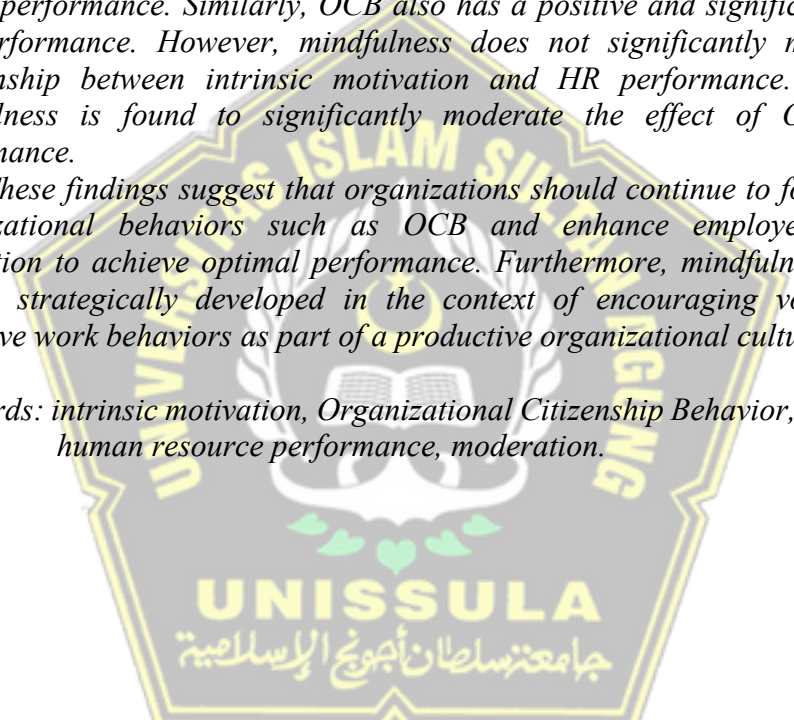 performance. Similarly, OCB also has a positive and signific
rformance. However, mindfulness does not significantly m
nship between intrinsic motivation and HR performance.
lness is found to significantly moderate the effect of O
mance.
These findings suggest that organizations should continue to fo
zational behaviors such as OCB and enhance employe
tion to achieve optimal performance. Furthermore, mindfuln
strategically developed in the context of encouraging vo
ve work behaviors as part of a productive organizational cultu
rds: intrinsic motivation, Organizational Citizenship Behavior,
human resource performance, moderation.
UNIVERSITAS ISLAM SULTAN AGUNG
UNISSULA
جامعة سلطان أجونج الإسلامية